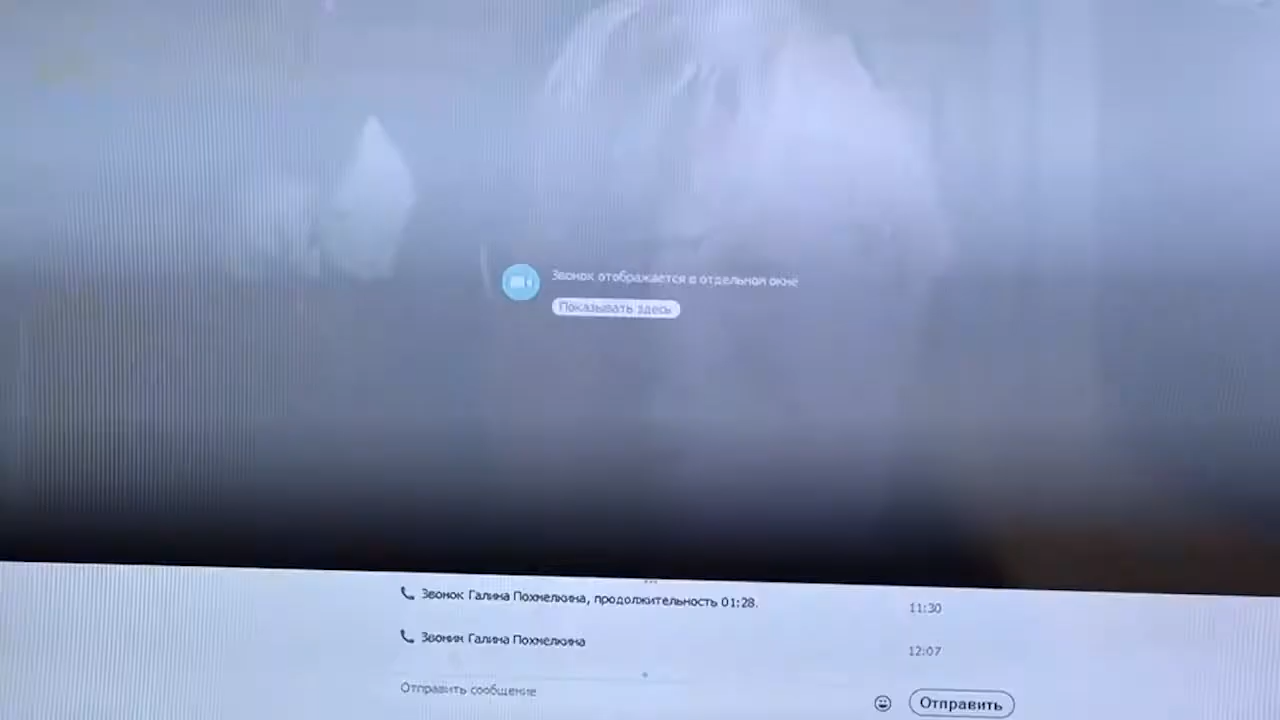 Звонок отображается в отдельном окне
Показывать здесь
Звонок Галина Похмелкина, продолжительность 01:28.
11:30
Звонит Галина Похмелкина
12:07
Отправить сообщение
Отправить